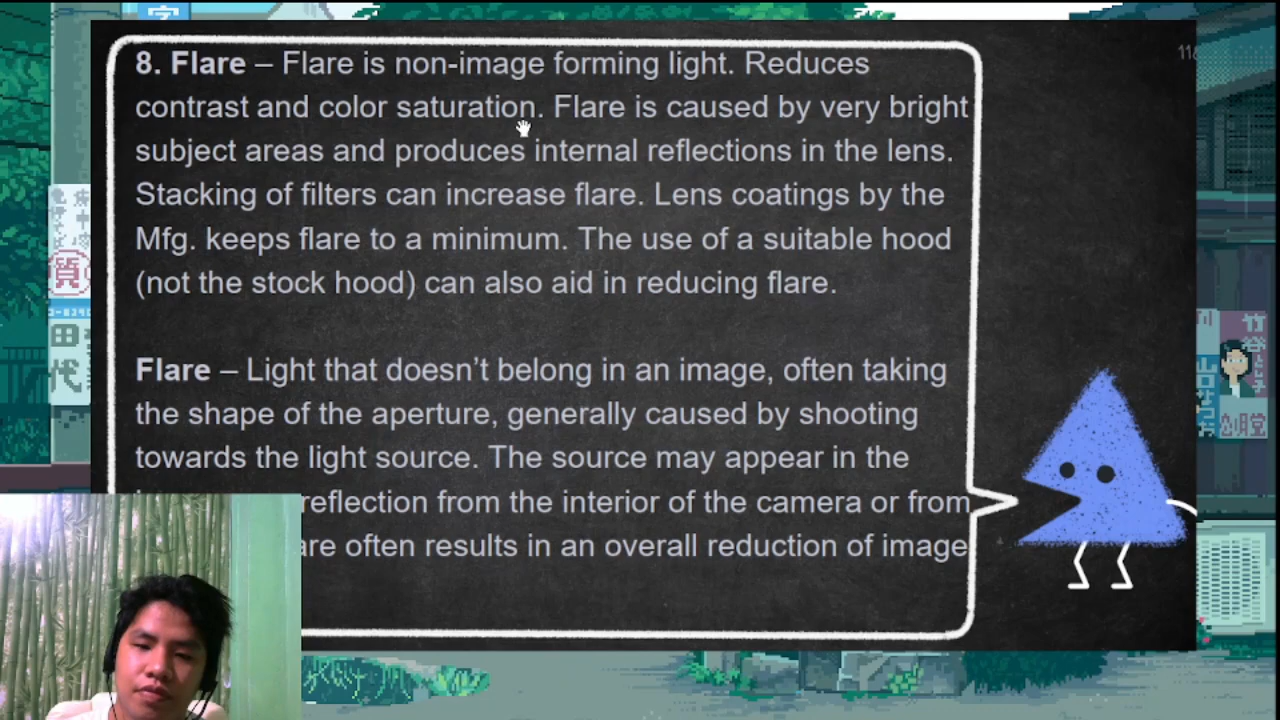 字
116
8. Flare – Flare is non-image forming light. Reduces
contrast and color saturation. Flare is caused by very bright
subject areas and produces internal reflections in the lens.
Stacking of filters can increase flare. Lens coatings by the
Mfg. keeps flare to a minimum. The use of a suitable hood
(not the stock hood) can also aid in reducing flare.
Flare – Light that doesn’t belong in an image, often taking
the shape of the aperture, generally caused by shooting
towards the light source. The source may appear in the
reflection from the interior of the camera or from
are often results in an overall reduction of image
質
田
代